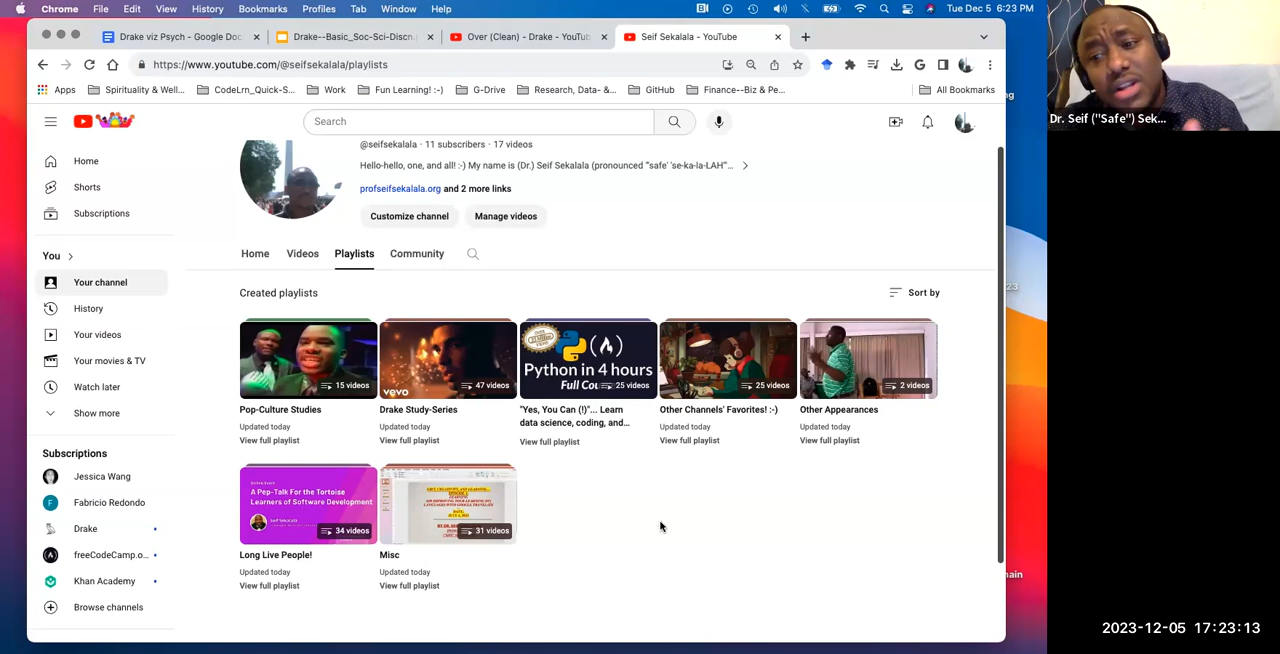 Chrome File Edit View History Bookmarks Profiles Tab Window Help Tue Dec 5 6:23 PM
Drake viz Psych - Google Doc Drake--Basic_Soc-Sci-Discn. Over (Clean) - Drake - YouTub Seif Sekalala - YouTube
https://www.youtube.com/@seifsekalala/playlists
Apps Spirituality & Well... CodeLrn_Quick-S... Work Fun Learning! :-) G-Drive Research, Data- &... GitHub Finance--Biz & Pe... All Bookmarks
Search
Home
Shorts
Subscriptions
You
Your channel
History
Your videos
Your movies & TV
Watch later
Show more
Subscriptions
Jessica Wang
Fabricio Redondo
Drake
freeCodeCamp.o...
Khan Academy
Browse channels
@seifsekalala · 11 subscribers · 17 videos
Hello-hello, one, and all! :-) My name is (Dr.) Seif Sekalala (pronounced "safe' 'se-ka-la-LAH"...
profseifsekalala.org and 2 more links
Customize channel Manage videos
Home Videos Playlists Community
Created playlists Sort by
15 videos
Pop-Culture Studies
Updated today
View full playlist
vevo 47 videos
Drake Study-Series
Updated today
View full playlist
Python in 4 hours
Full Cou 25 videos
"Yes, You Can (!)"... Learn
data science, coding, and...
View full playlist
25 videos
Other Channels' Favorites! :-)
Updated today
View full playlist
2 videos
Other Appearances
Updated today
View full playlist
A Pep-Talk For the Tortoise
Learners of Software Development
Seif Sekalala
34 videos
Long Live People!
Updated today
View full playlist
31 videos
Misc
Updated today
View full playlist
Dr. Seif ("Safe") Sek...
ng
23
nain
2023-12-05 17:23:13